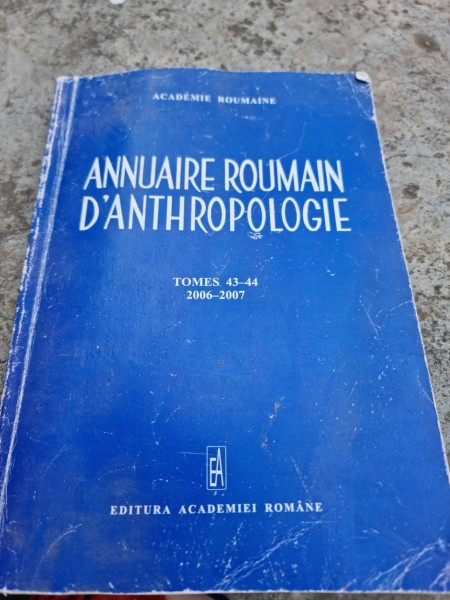 ACADÉMIE ROUMAINE
ANNUAIRE ROUMAIN
D'ANTHROPOLOGIE
TOMES 43–44
2006–2007
EA
EDITURA ACADEMIEI ROMÂNE